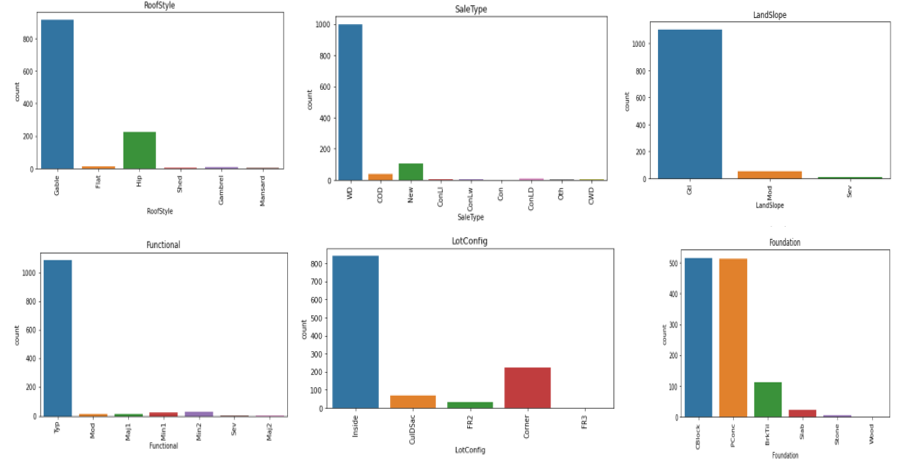 RoofStyle
800
600
400
200
0
count
Gable
Flat
Hip
Shed
Gambrel
Mansard
RoofStyle
SaleType
1000
800
600
400
200
0
count
WD
COD
New
ConLI
ConLw
Con
ConLD
Oth
CWD
SaleType
LandSlope
1000
800
600
400
200
0
count
Gtl
Mod
Sev
LandSlope
Functional
1000
800
600
400
200
0
count
Typ
Mod
Maj1
Min1
Min2
Sev
Maj2
Functional
LotConfig
800
700
600
500
400
300
200
100
0
count
Inside
CulDSac
FR2
Corner
FR3
LotConfig
Foundation
500
400
300
200
100
0
count
CBlock
PConc
BrkTil
Slab
Stone
Wood
Foundation